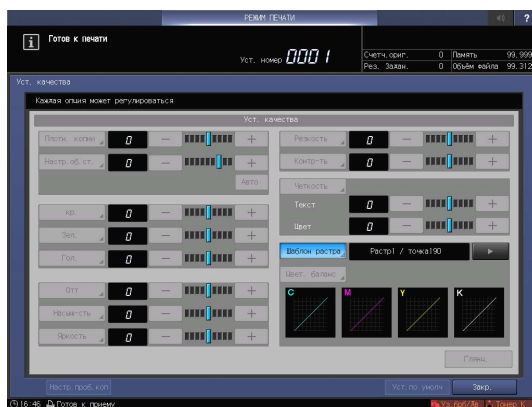 РЕЖИМ ПЕЧАТИ
?
i Готов к печати
Уст. номер 0001
Счетч.ориг. 0 Память 99.999
Рез. Задан. 0 Объём файла 99.312
Уст. качества
Каждая опция может регулироваться
Уст. качества
Плотн. копии 0 — +
Настр.об.ст. 0 — +
Авто
Кр. 0 — +
Зел. 0 — +
Гол. 0 — +
Отт 0 — +
Насыщ-сть 0 — +
Яркость 0 — +
Резкость 0 — +
Контр-ть 0 — +
Четкость
Текст 0 — +
Цвет 0 — +
Шаблон растра Растр1 / точка190
Цвет. баланс
C M Y K
Глянц.
Настр.проб.коп
Уст.по умолч
Закр.
16:46 Готов к приему
Тонер K